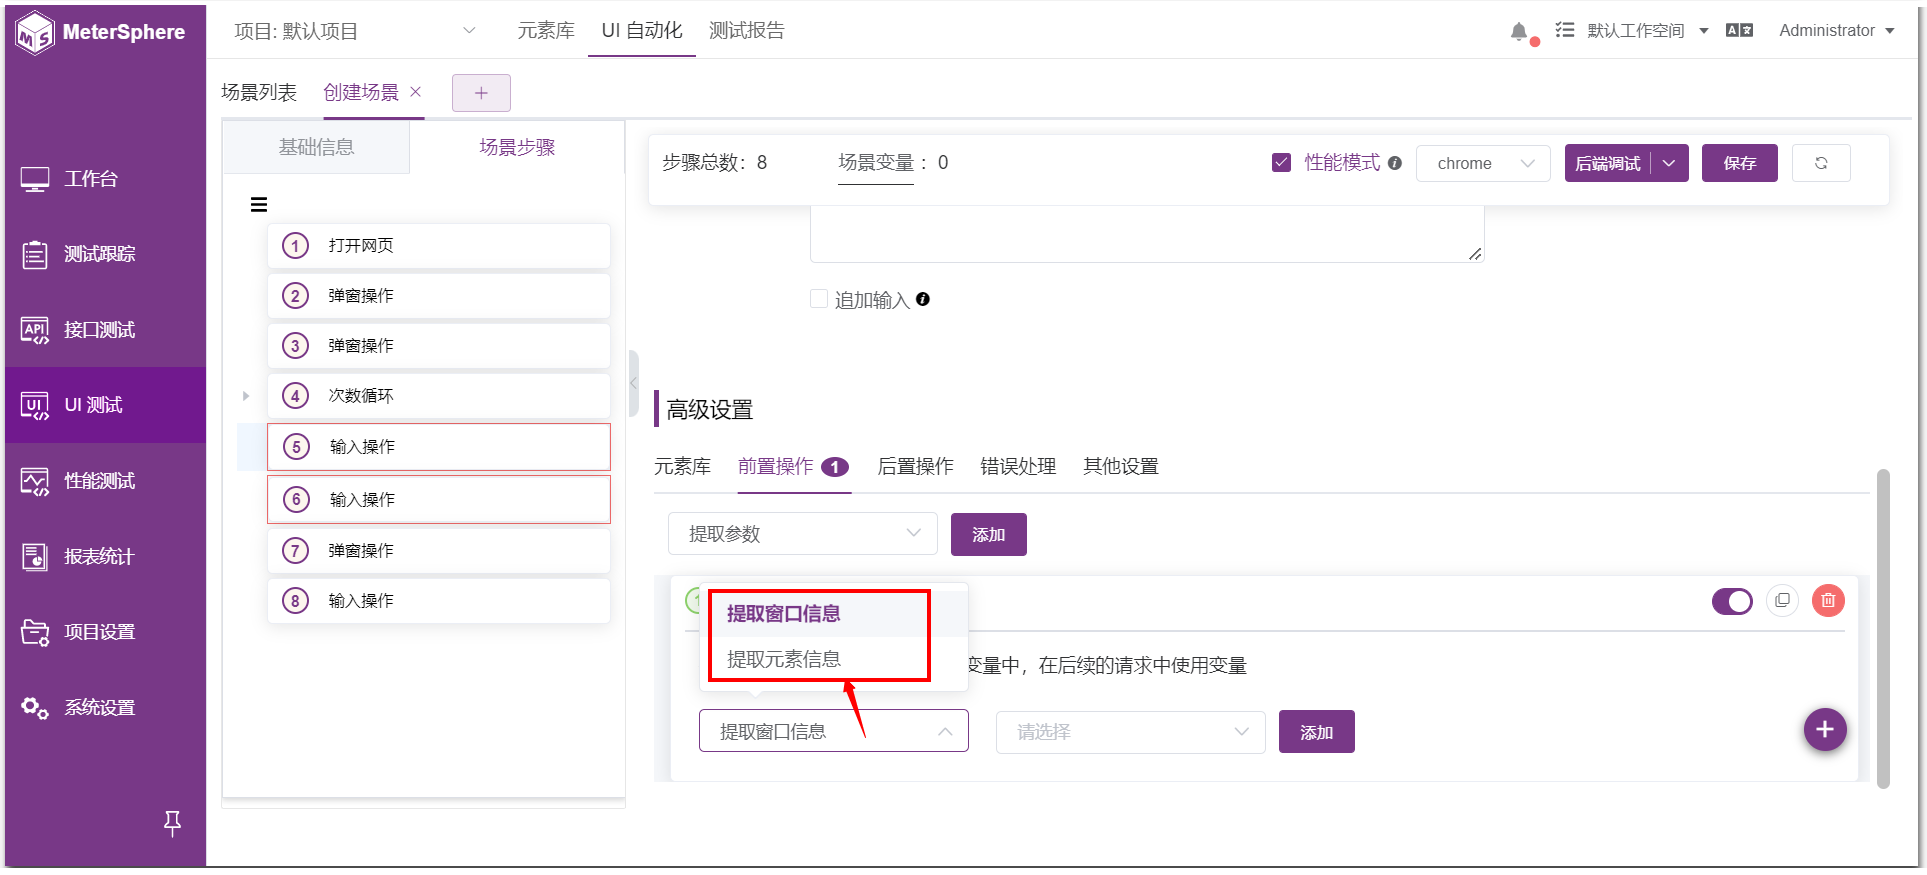 MeterSphere
项目: 默认项目
元素库
UI 自动化
测试报告
默认工作空间
Administrator
场景列表
创建场景
工作台
测试跟踪
API
接口测试
UI
UI 测试
性能测试
报表统计
项目设置
系统设置
基础信息
场景步骤
1 打开网页
2 弹窗操作
3 弹窗操作
4 次数循环
5 输入操作
6 输入操作
7 弹窗操作
8 输入操作
步骤总数：8
场景变量 ：0
性能模式
chrome
后端调试
保存
追加输入
高级设置
元素库
前置操作 1
后置操作
错误处理
其他设置
提取参数
添加
提取窗口信息
提取元素信息
变量中，在后续的请求中使用变量
提取窗口信息
请选择
添加